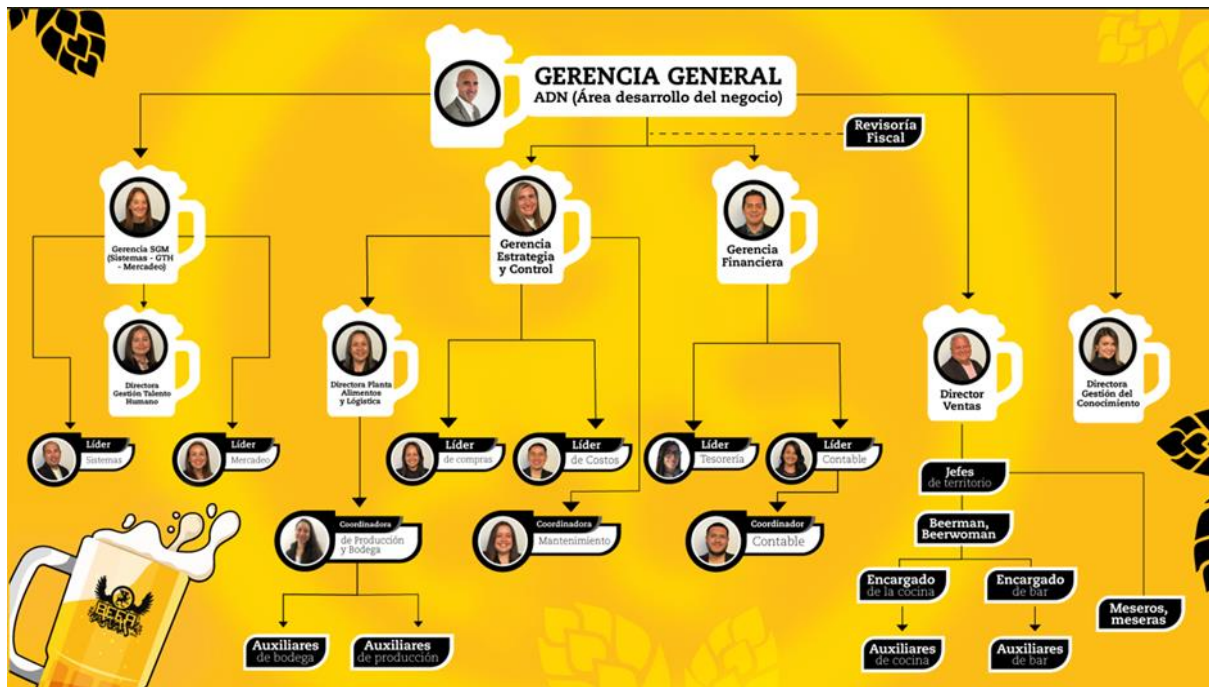 GERENCIA GENERAL
ADN (Área desarrollo del negocio)
Revisoría
Fiscal
Gerencia SGM
(Sistemas - GTH
- Mercadeo)
Gerencia
Estrategia
y Control
Gerencia
Financiera
Directora
Gestión Talento
Humano
Directora Planta
Alimentos
y Lógistica
Director
Ventas
Directora
Gestión del
Conocimiento
Líder
Sistemas
Líder
Mercadeo
Líder
de compras
Líder
de Costos
Líder
Tesorería
Líder
Contable
Jefes
de territorio
Coordinadora
de Producción
y Bodega
Coordinadora
Mantenimiento
Coordinador
Contable
Beerman,
Beerwoman
Encargado
de la cocina
Encargado
de bar
Meseros,
meseras
Auxiliares
de bodega
Auxiliares
de producción
Auxiliares
de cocina
Auxiliares
de bar
BEER